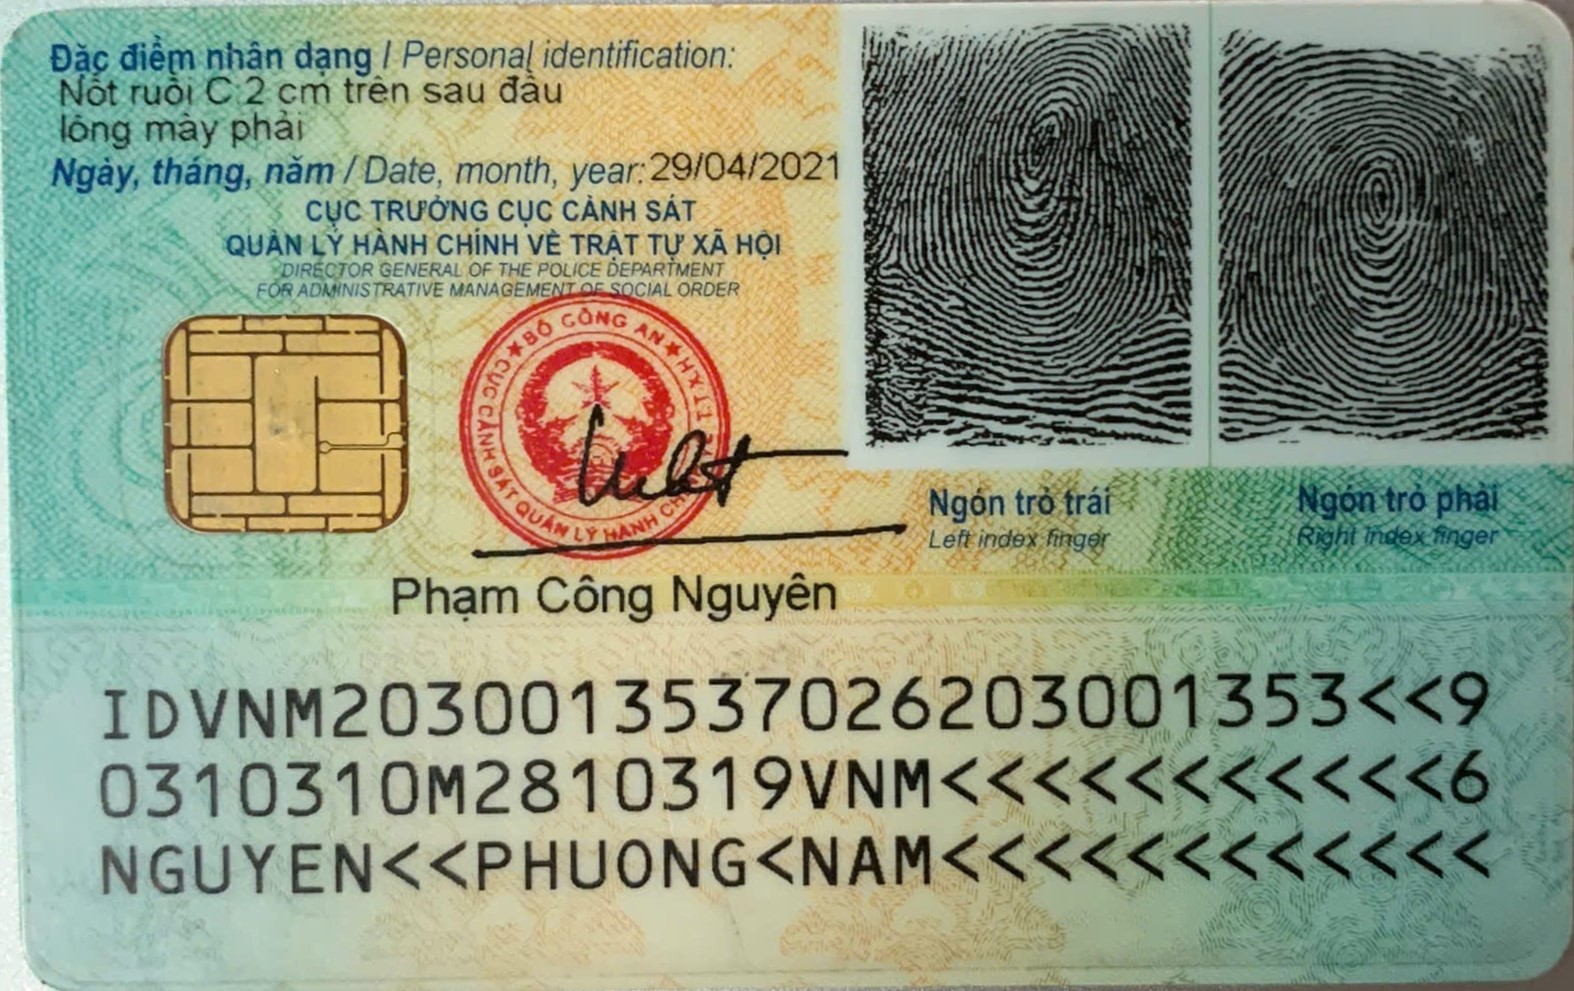 Đặc điểm nhân dạng / Personal identification:
Nốt ruồi C 2 cm trên sau đầu
lông mày phải
Ngày, tháng, năm / Date, month, year: 29/04/2021
CỤC TRƯỞNG CỤC CẢNH SÁT
QUẢN LÝ HÀNH CHÍNH VỀ TRẬT TỰ XÃ HỘI
DIRECTOR GENERAL OF THE POLICE DEPARTMENT
FOR ADMINISTRATIVE MANAGEMENT OF SOCIAL ORDER
BỘ CÔNG AN
CỤC CẢNH SÁT QUẢN LÝ HÀNH CHÍNH
TTXH
Ngón trỏ trái
Left index finger
Ngón trỏ phải
Right index finger
Phạm Công Nguyên
IDVNM2030013537026203001353<<9
0310310M2810319VNM<<<<<<<<<<<6
NGUYEN<<PHUONG<NAM<<<<<<<<<<<<